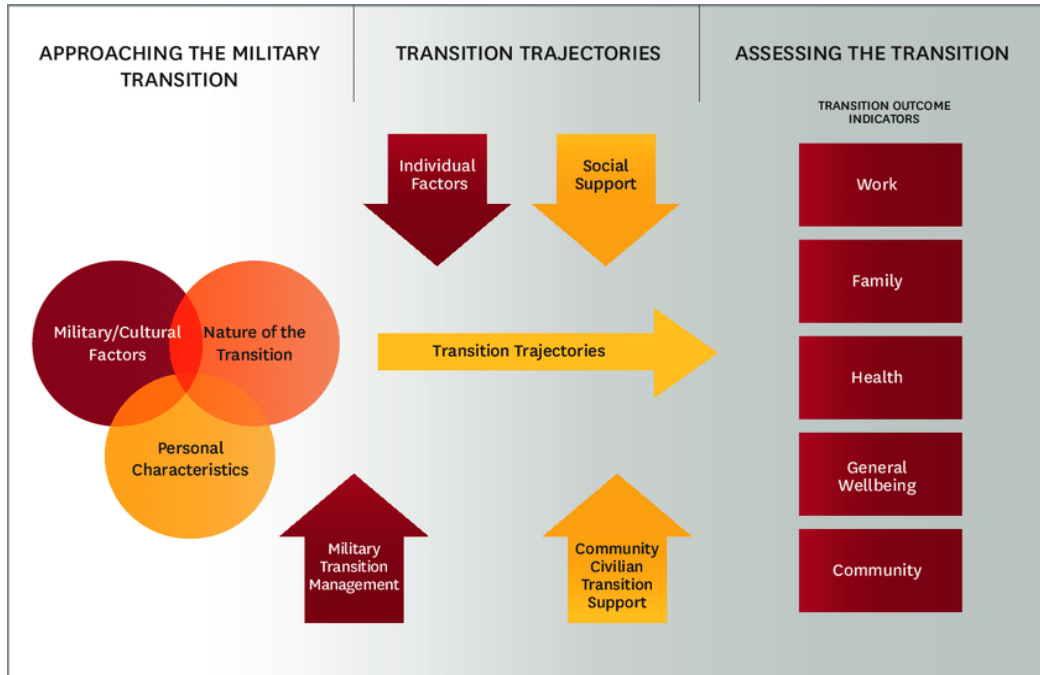 APPROACHING THE MILITARY
TRANSITION
TRANSITION TRAJECTORIES
ASSESSING THE TRANSITION
TRANSITION OUTCOME
INDICATORS
Individual
Factors
Social
Support
Work
Family
Military/Cultural
Factors
Nature of the
Transition
Personal
Characteristics
Transition Trajectories
Health
General
Wellbeing
Military
Transition
Management
Community
Civilian
Transition
Support
Community